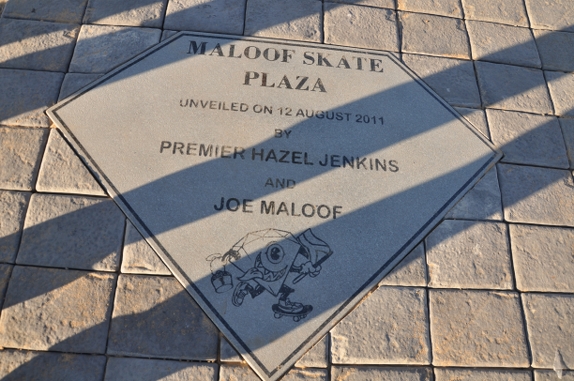 MALOOF SKATE
PLAZA
UNVEILED ON 12 AUGUST 2011
BY
PREMIER HAZEL JENKINS
AND
JOE MALOOF